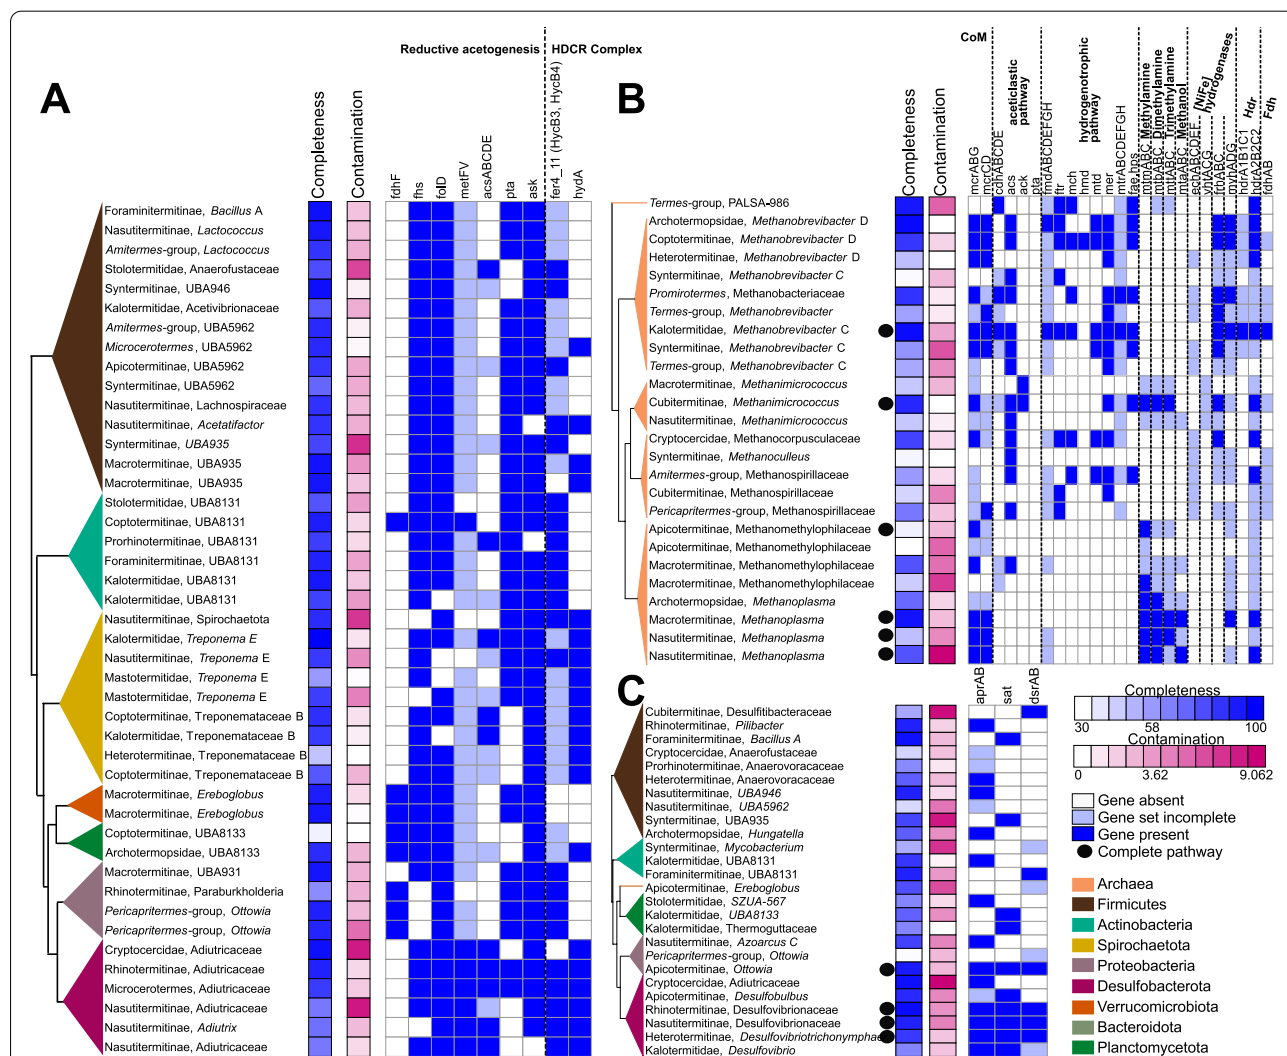 A
Reductive acetogenesis
HDCR Complex
Completeness
Contamination
fdhF
fhs
folD
metFV
acsABCDE
pta
ask
fer4_11 (HycB3, HycB4)
hydA
Foraminitermitinae, Bacillus A
Nasutitermitinae, Lactococcus
Amitermes-group, Lactococcus
Stolotermitidae, Anaerofustaceae
Syntermitinae, UBA946
Kalotermitidae, Acetivibrionaceae
Amitermes-group, UBA5962
Microcerotermes, UBA5962
Apicotermitinae, UBA5962
Syntermitinae, UBA5962
Nasutitermitinae, Lachnospiraceae
Nasutitermitinae, Acetatifactor
Syntermitinae, UBA935
Macrotermitinae, UBA935
Macrotermitinae, UBA935
Stolotermitidae, UBA8131
Coptotermitinae, UBA8131
Prorhinotermitinae, UBA8131
Foraminitermitinae, UBA8131
Kalotermitidae, UBA8131
Kalotermitidae, UBA8131
Nasutitermitinae, Spirochaetota
Kalotermitidae, Treponema E
Nasutitermitinae, Treponema E
Mastotermitidae, Treponema E
Mastotermitidae, Treponema E
Coptotermitinae, Treponemataceae B
Kalotermitidae, Treponemataceae B
Heterotermitinae, Treponemataceae B
Coptotermitinae, Treponemataceae B
Macrotermitinae, Ereboglobus
Macrotermitinae, Ereboglobus
Coptotermitinae, UBA8133
Archotermopsidae, UBA8133
Macrotermitinae, UBA931
Rhinotermitinae, Paraburkholderia
Pericapritermes-group, Ottowia
Pericapritermes-group, Ottowia
Cryptocercidae, Adiutricaceae
Rhinotermitinae, Adiutricaceae
Microcerotermes, Adiutricaceae
Nasutitermitinae, Adiutricaceae
Nasutitermitinae, Adiutrix
Nasutitermitinae, Adiutricaceae
B
CoM
aceticlastic pathway
hydrogenotrophic pathway
Methylamine
Dimethylamine
Trimethylamine
Methanol
[NiFe] hydrogenases
Hdr
Fdh
Completeness
Contamination
mcrABG
mcrCD
cdhABCDE
acs
ack
pta
fmdABCDEFGH
ftr
mch
hmd
mtd
mer
mtrABCDEFGH
fae,hps
mtmABC
mtbABC
mttABC
mtaABC
echABCDEF
vhtACG
frhABC
mvhADG
hdrA1B1C1
hdrA2B2C2
fdhAB
Termes-group, PALSA-986
Archotermopsidae, Methanobrevibacter D
Coptotermitinae, Methanobrevibacter D
Heterotermitinae, Methanobrevibacter D
Syntermitinae, Methanobrevibacter C
Promirotermes, Methanobacteriaceae
Termes-group, Methanobrevibacter
Kalotermitidae, Methanobrevibacter C
Syntermitinae, Methanobrevibacter C
Termes-group, Methanobrevibacter C
Macrotermitinae, Methanimicrococcus
Cubitermitinae, Methanimicrococcus
Nasutitermitinae, Methanimicrococcus
Cryptocercidae, Methanocorpusculaceae
Syntermitinae, Methanoculleus
Amitermes-group, Methanospirillaceae
Cubitermitinae, Methanospirillaceae
Pericapritermes-group, Methanospirillaceae
Apicotermitinae, Methanomethylophilaceae
Apicotermitinae, Methanomethylophilaceae
Macrotermitinae, Methanomethylophilaceae
Macrotermitinae, Methanomethylophilaceae
Archotermopsidae, Methanoplasma
Macrotermitinae, Methanoplasma
Nasutitermitinae, Methanoplasma
Nasutitermitinae, Methanoplasma
C
aprAB
sat
dsrAB
Cubitermitinae, Desulfitibacteraceae
Rhinotermitinae, Pilibacter
Foraminitermitinae, Bacillus A
Cryptocercidae, Anaerofustaceae
Prorhinotermitinae, Anaerovoracaceae
Heterotermitinae, Anaerovoracaceae
Nasutitermitinae, UBA946
Nasutitermitinae, UBA5962
Syntermitinae, UBA935
Archotermopsidae, Hungatella
Syntermitinae, Mycobacterium
Kalotermitidae, UBA8131
Foraminitermitinae, UBA8131
Apicotermitinae, Ereboglobus
Stolotermitidae, SZUA-567
Kalotermitidae, UBA8133
Kalotermitidae, Thermoguttaceae
Nasutitermitinae, Azoarcus C
Pericapritermes-group, Ottowia
Apicotermitinae, Ottowia
Cryptocercidae, Adiutricaceae
Apicotermitinae, Desulfobulbus
Rhinotermitinae, Desulfovibrionaceae
Nasutitermitinae, Desulfovibrionaceae
Heterotermitinae, Desulfovibriotrichonymphae
Kalotermitidae, Desulfovibrio
Completeness
30 58 100
Contamination
0 3.62 9.062
Gene absent
Gene set incomplete
Gene present
Complete pathway
Archaea
Firmicutes
Actinobacteria
Spirochaetota
Proteobacteria
Desulfobacterota
Verrucomicrobiota
Bacteroidota
Planctomycetota